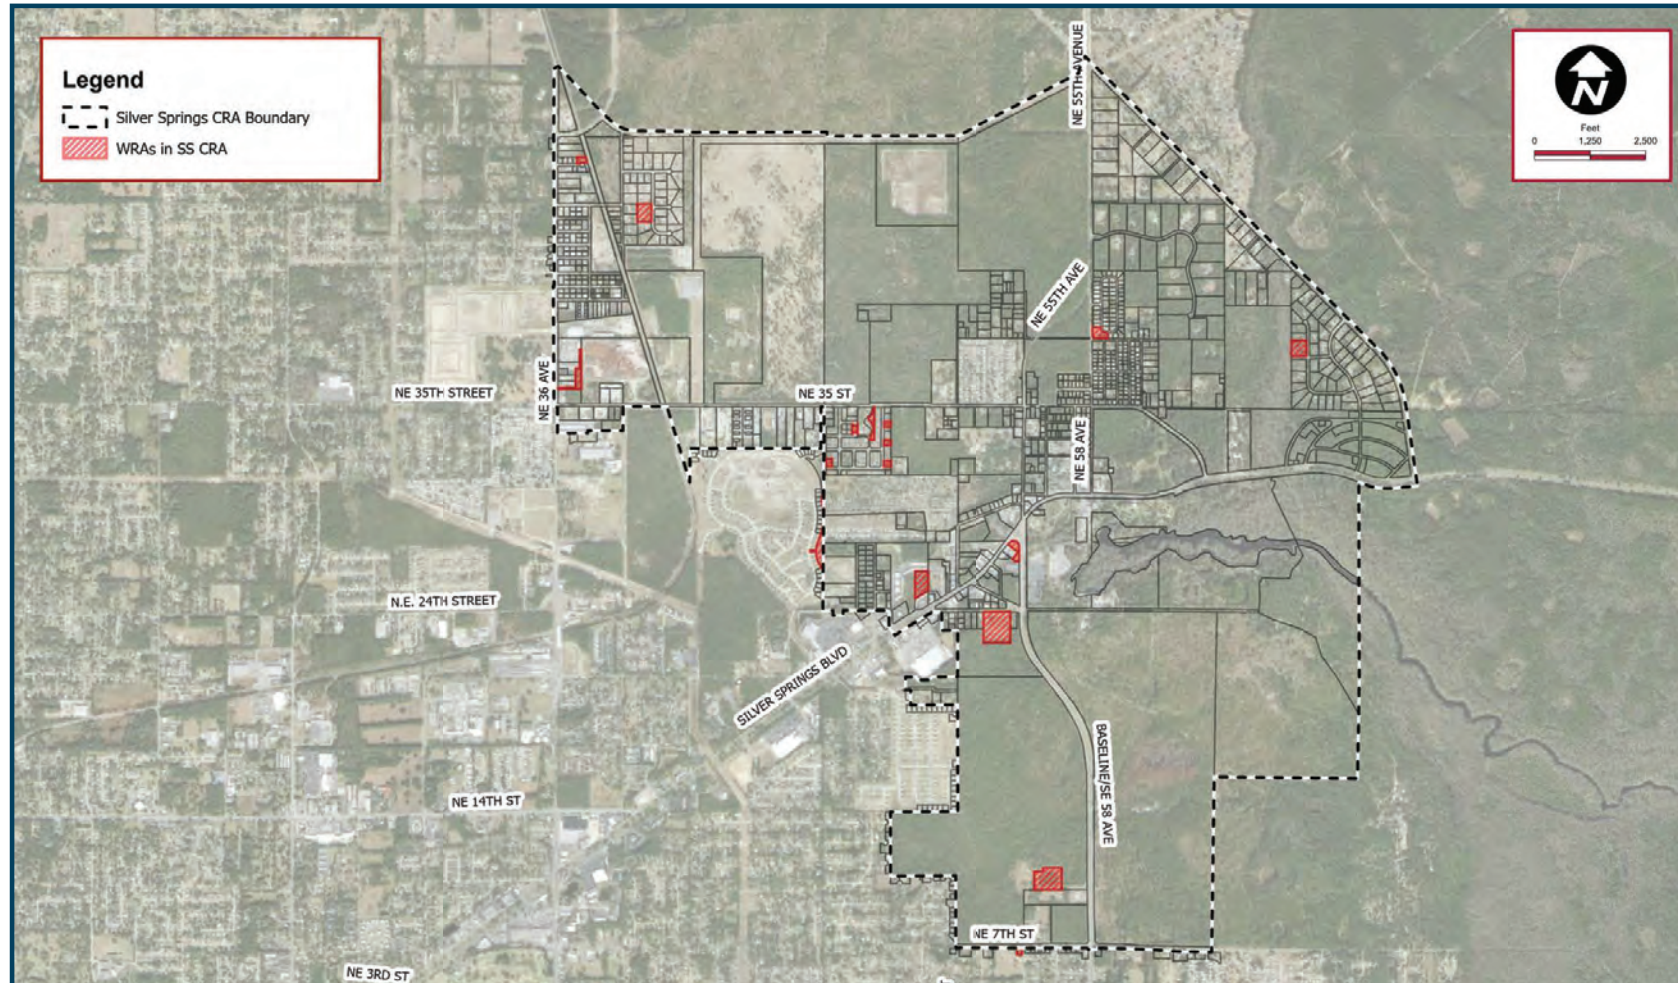 Legend
Silver Springs CRA Boundary
WRAs in SS CRA
N
Feet
0 1,250 2,500
NE 55TH AVENUE
NE 55TH AVE
NE 36 AVE
NE 35TH STREET
NE 35 ST
NE 58 AVE
N.E. 24TH STREET
SILVER SPRINGS BLVD
BASELINE/SE 58 AVE
NE 14TH ST
NE 7TH ST
NE 3RD ST